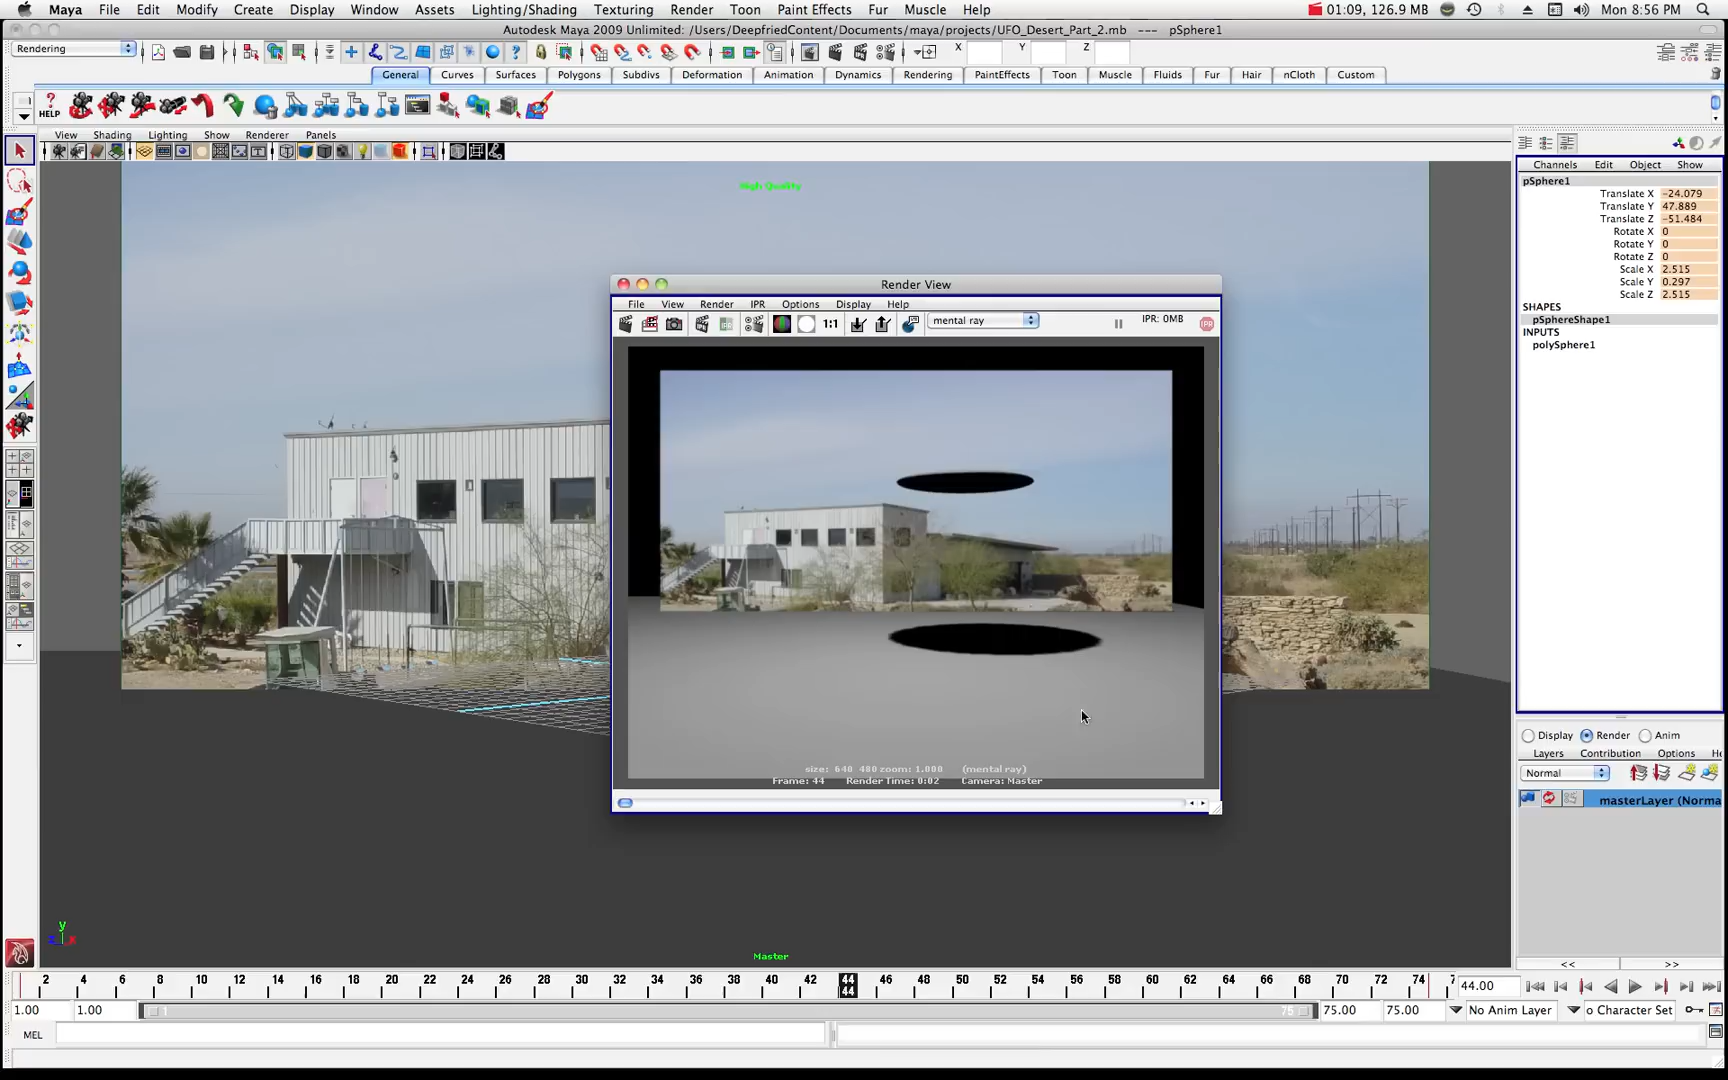 Maya File Edit Modify Create Display Window Assets Lighting/Shading Texturing Render Toon Paint Effects Fur Muscle Help 01:09, 126.9 MB Mon 8:56 PM
Autodesk Maya 2009 Unlimited: /Users/DeepfriedContent/Documents/maya/projects/UFO_Desert_Part_2.mb --- pSphere1
Rendering X Y Z
General Curves Surfaces Polygons Subdivs Deformation Animation Dynamics Rendering PaintEffects Toon Muscle Fluids Fur Hair nCloth Custom
HELP
View Shading Lighting Show Renderer Panels
High Quality
Render View
File View Render IPR Options Display Help
1:1 mental ray IPR: 0MB IPR
size: 640 480 zoom: 1.000 (mental ray)
Frame: 44 Render Time: 0:02 Camera: Master
Channels Edit Object Show
pSphere1
Translate X -24.079
Translate Y 47.889
Translate Z -51.484
Rotate X 0
Rotate Y 0
Rotate Z 0
Scale X 2.515
Scale Y 0.297
Scale Z 2.515
SHAPES
pSphereShape1
INPUTS
polySphere1
Display Render Anim
Layers Contribution Options H
Normal
masterLayer (Norma
<< >>
y
z x
Master
2 4 6 8 10 12 14 16 18 20 22 24 26 28 30 32 34 36 38 40 42 44 46 48 50 52 54 56 58 60 62 64 66 68 70 72 74 7 44.00
44
1.00 1.00 1 75 75.00 75.00 No Anim Layer o Character Set
MEL